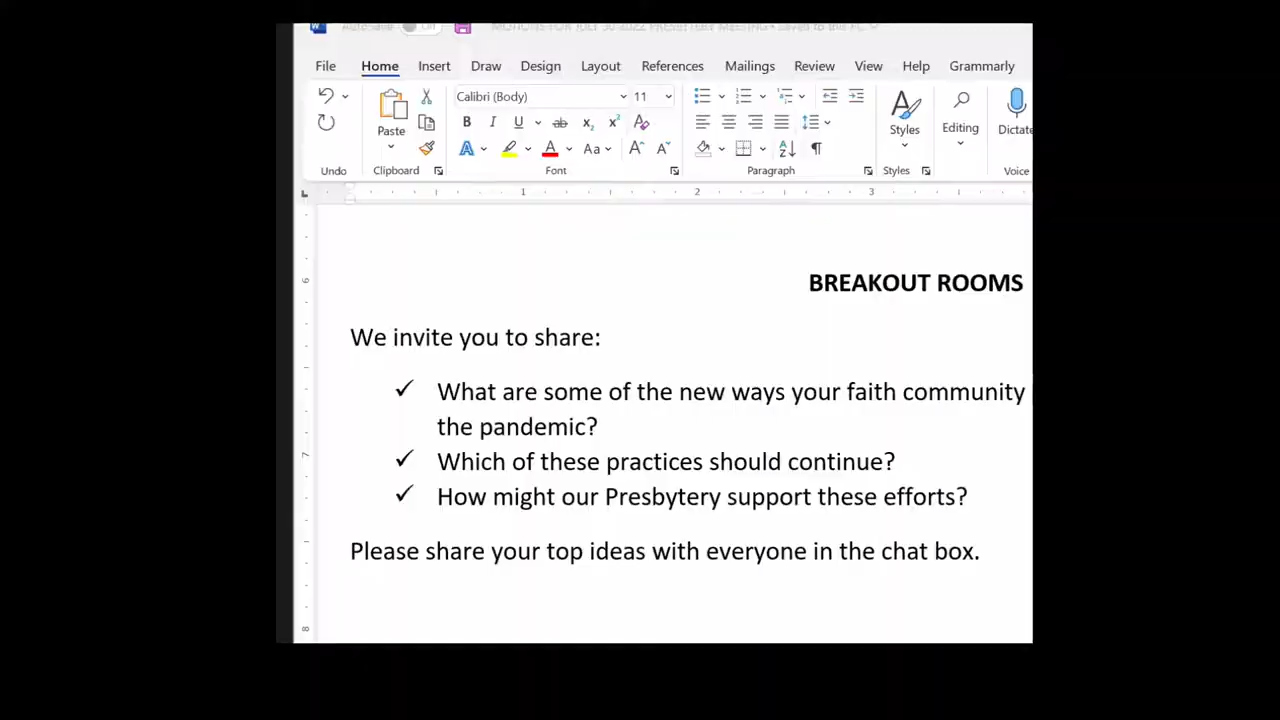 File Home Insert Draw Design Layout References Mailings Review View Help Grammarly
Calibri (Body) 11
Paste
Styles Editing Dictate
Undo Clipboard Font Paragraph Styles Voice
1 2 3
BREAKOUT ROOMS
We invite you to share:
✓ What are some of the new ways your faith community
the pandemic?
✓ Which of these practices should continue?
✓ How might our Presbytery support these efforts?
Please share your top ideas with everyone in the chat box.